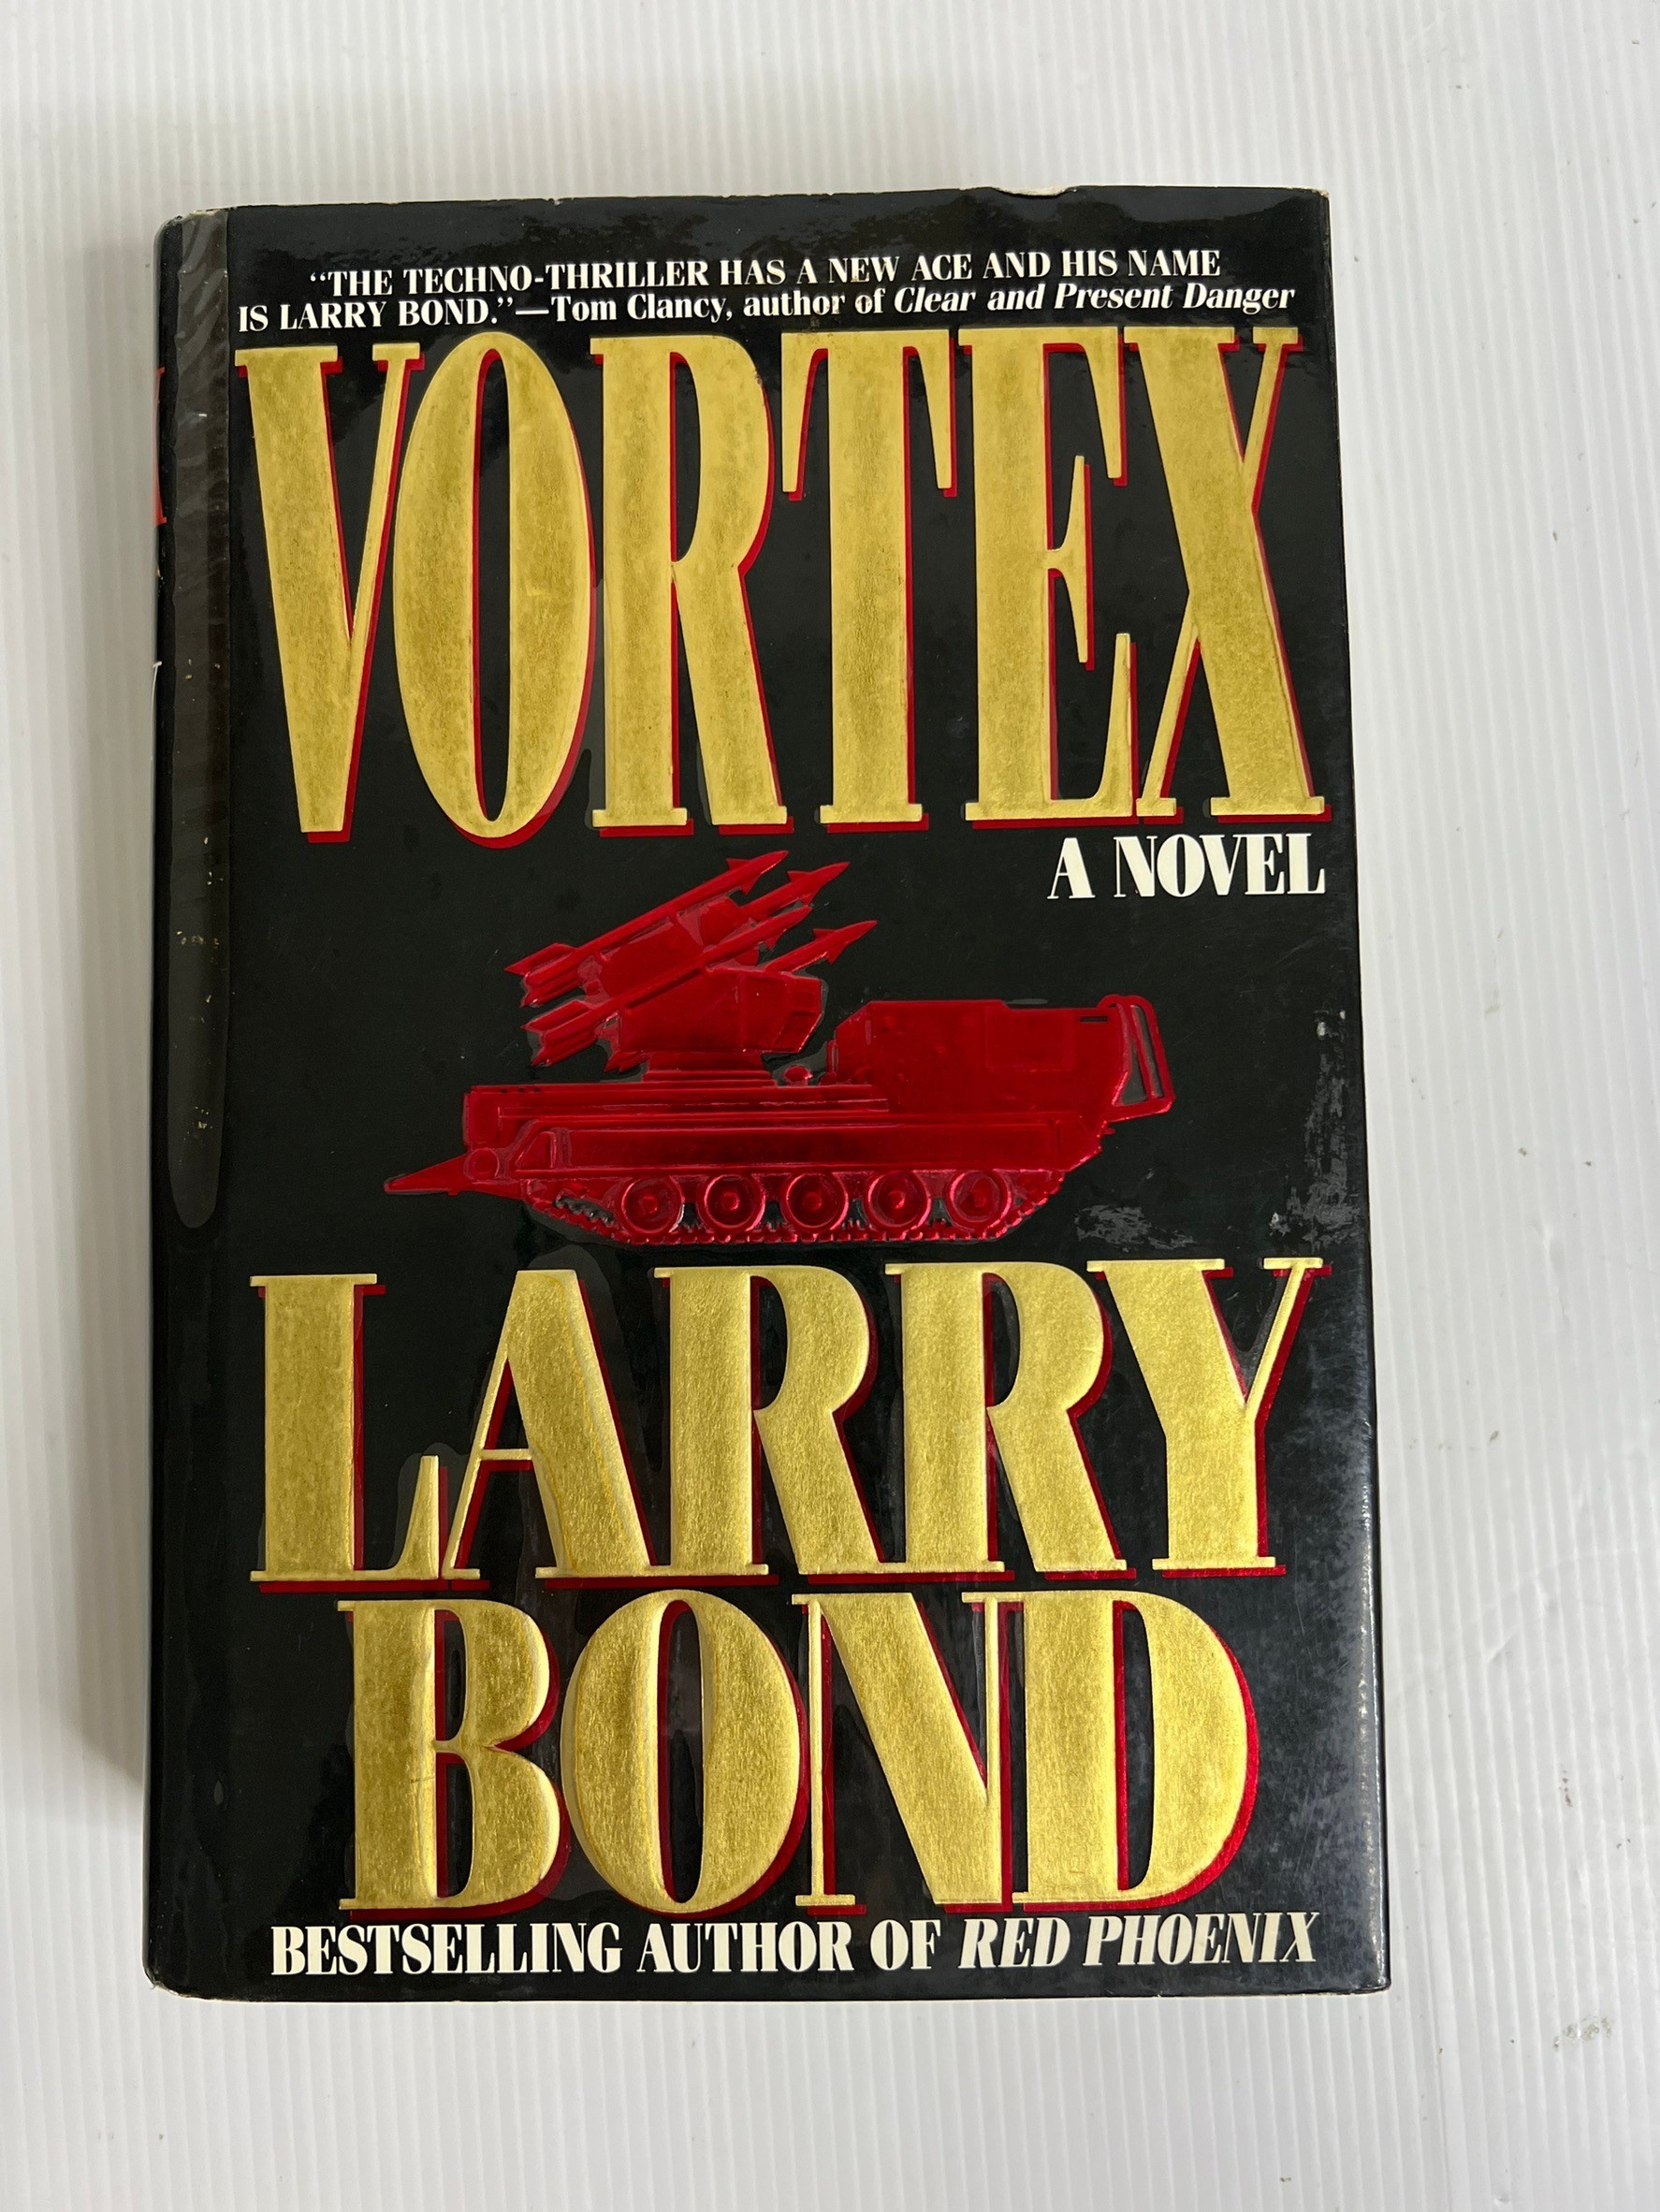 “THE TECHNO-THRILLER HAS A NEW ACE AND HIS NAME
IS LARRY BOND.”—Tom Clancy, author of Clear and Present Danger
VORTEX
A NOVEL
LARRY
BOND
BESTSELLING AUTHOR OF RED PHOENIX